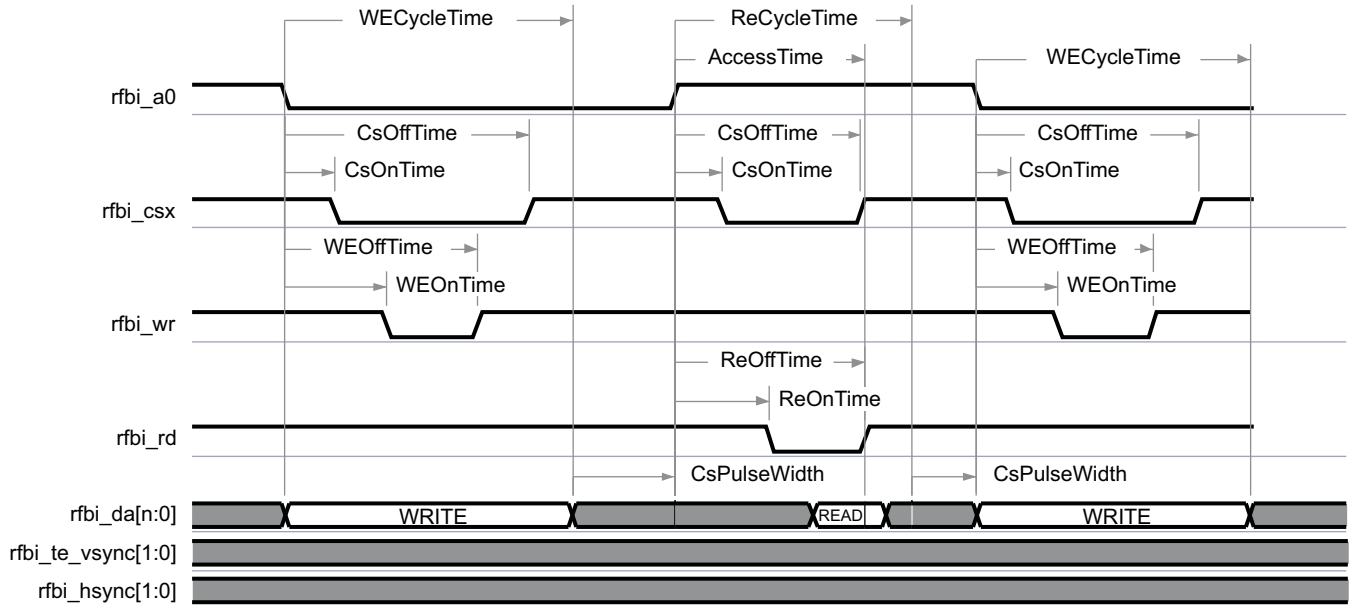 WECycleTime ReCycleTime
AccessTime WECycleTime
rfbi_a0
CsOffTime CsOffTime CsOffTime
CsOnTime CsOnTime CsOnTime
rfbi_csx
WEOffTime WEOffTime
WEOnTime WEOnTime
rfbi_wr
ReOffTime
ReOnTime
rfbi_rd
CsPulseWidth CsPulseWidth
rfbi_da[n:0] WRITE READ WRITE
rfbi_te_vsync[1:0]
rfbi_hsync[1:0]